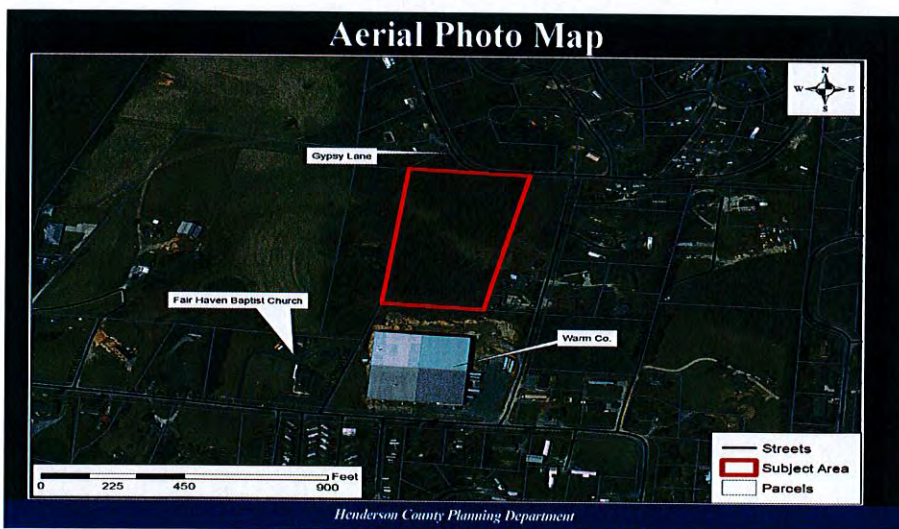 Aerial Photo Map
N
W E
S
Gypsy Lane
Fair Haven Baptist Church
Warm Co.
Streets
Subject Area
Parcels
Feet
0 225 450 900
Henderson County Planning Department